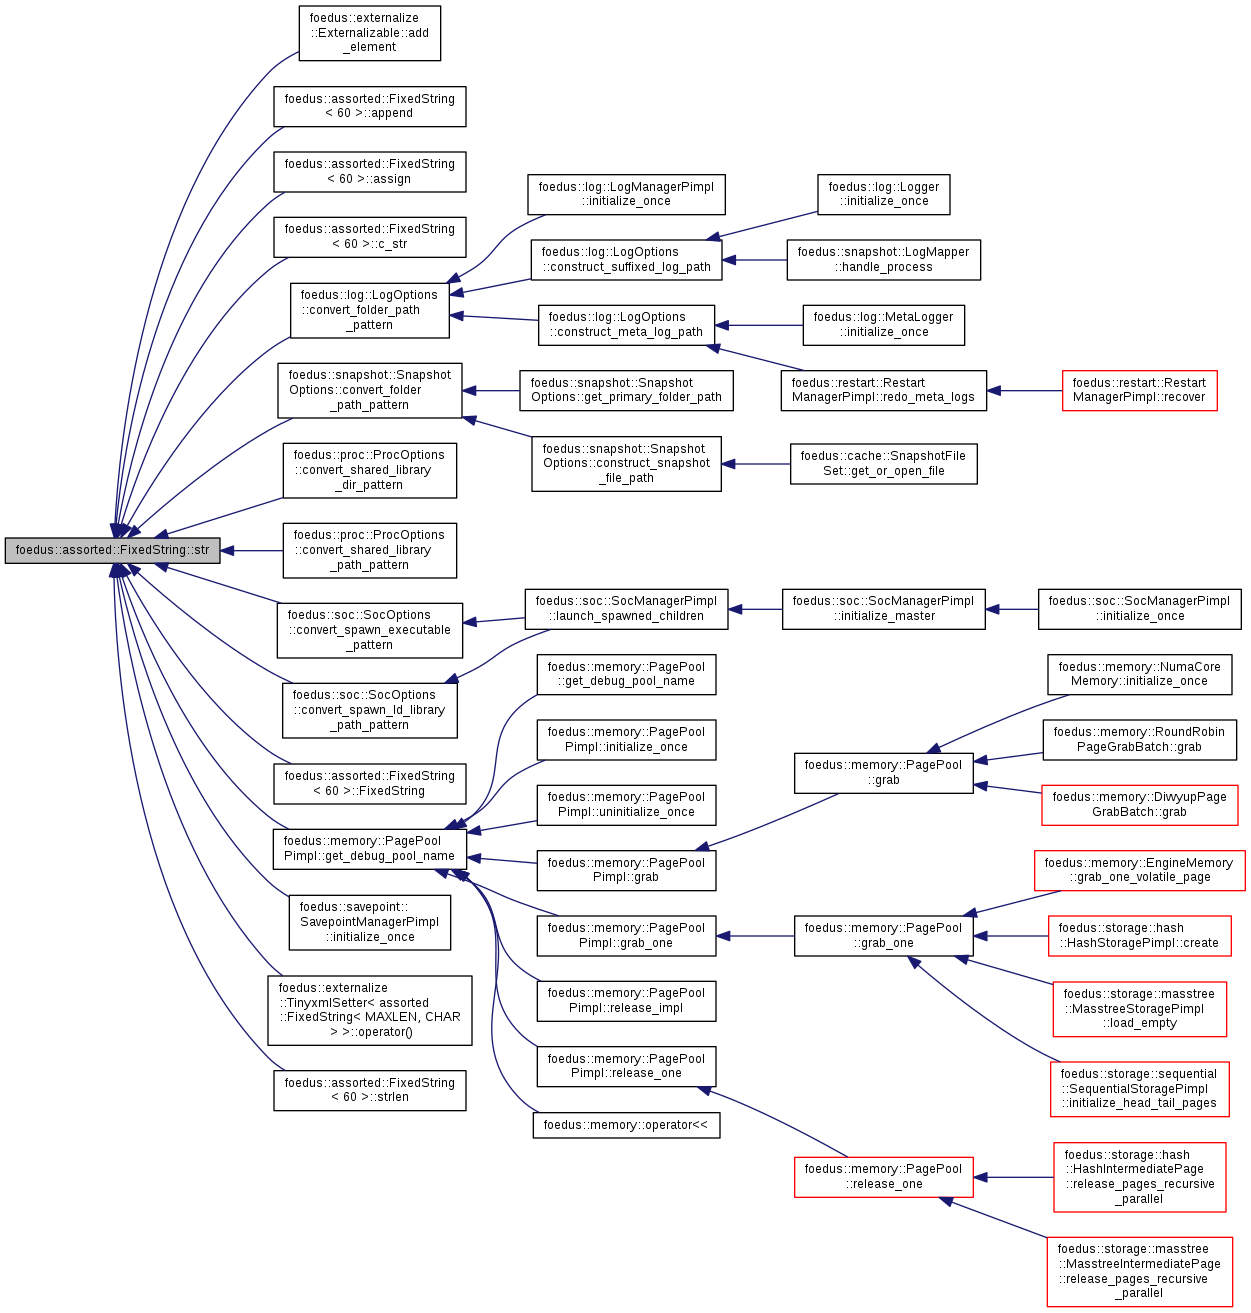 foedus::externalize
::Externalizable::add
_element
foedus::assorted::FixedString
< 60 >::append
foedus::assorted::FixedString
< 60 >::assign
foedus::assorted::FixedString
< 60 >::c_str
foedus::log::LogOptions
::convert_folder_path
_pattern
foedus::snapshot::Snapshot
Options::convert_folder
_path_pattern
foedus::proc::ProcOptions
::convert_shared_library
_dir_pattern
foedus::assorted::FixedString::str
foedus::proc::ProcOptions
::convert_shared_library
_path_pattern
foedus::soc::SocOptions
::convert_spawn_executable
_pattern
foedus::soc::SocOptions
::convert_spawn_ld_library
_path_pattern
foedus::assorted::FixedString
< 60 >::FixedString
foedus::memory::PagePool
Pimpl::get_debug_pool_name
foedus::savepoint::
SavepointManagerPimpl
::initialize_once
foedus::externalize
::TinyxmlSetter< assorted
::FixedString< MAXLEN, CHAR
> >::operator()
foedus::assorted::FixedString
< 60 >::strlen
foedus::log::LogManagerPimpl
::initialize_once
foedus::log::LogOptions
::construct_suffixed_log_path
foedus::log::LogOptions
::construct_meta_log_path
foedus::snapshot::Snapshot
Options::get_primary_folder_path
foedus::snapshot::Snapshot
Options::construct_snapshot
_file_path
foedus::soc::SocManagerPimpl
::launch_spawned_children
foedus::memory::PagePool
::get_debug_pool_name
foedus::memory::PagePool
Pimpl::initialize_once
foedus::memory::PagePool
Pimpl::uninitialize_once
foedus::memory::PagePool
Pimpl::grab
foedus::memory::PagePool
Pimpl::grab_one
foedus::memory::PagePool
Pimpl::release_impl
foedus::memory::PagePool
Pimpl::release_one
foedus::memory::operator<<
foedus::log::Logger
::initialize_once
foedus::snapshot::LogMapper
::handle_process
foedus::log::MetaLogger
::initialize_once
foedus::restart::Restart
ManagerPimpl::redo_meta_logs
foedus::cache::SnapshotFile
Set::get_or_open_file
foedus::soc::SocManagerPimpl
::initialize_master
foedus::memory::PagePool
::grab
foedus::memory::PagePool
::grab_one
foedus::memory::PagePool
::release_one
foedus::restart::Restart
ManagerPimpl::recover
foedus::soc::SocManagerPimpl
::initialize_once
foedus::memory::NumaCore
Memory::initialize_once
foedus::memory::RoundRobin
PageGrabBatch::grab
foedus::memory::DivvyupPage
GrabBatch::grab
foedus::memory::EngineMemory
::grab_one_volatile_page
foedus::storage::hash
::HashStoragePimpl::create
foedus::storage::masstree
::MasstreeStoragePimpl
::load_empty
foedus::storage::sequential
::SequentialStoragePimpl
::initialize_head_tail_pages
foedus::storage::hash
::HashIntermediatePage
::release_pages_recursive
_parallel
foedus::storage::masstree
::MasstreeIntermediatePage
::release_pages_recursive
_parallel